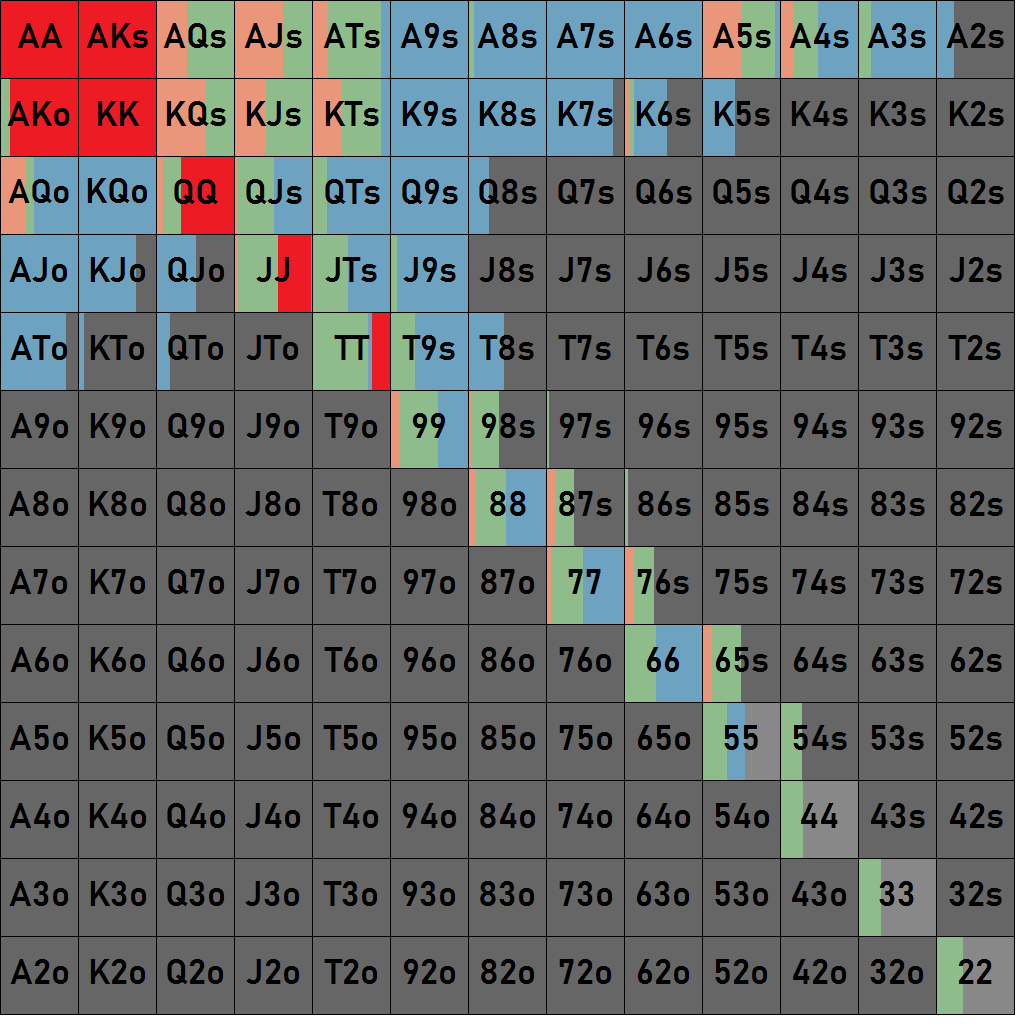 AA AKs AQs AJs ATs A9s A8s A7s A6s A5s A4s A3s A2s
AKo KK KQs KJs KTs K9s K8s K7s K6s K5s K4s K3s K2s
AQo KQo QQ QJs QTs Q9s Q8s Q7s Q6s Q5s Q4s Q3s Q2s
AJo KJo QJo JJ JTs J9s J8s J7s J6s J5s J4s J3s J2s
ATo KTo QTo JTo TT T9s T8s T7s T6s T5s T4s T3s T2s
A9o K9o Q9o J9o T9o 99 98s 97s 96s 95s 94s 93s 92s
A8o K8o Q8o J8o T8o 98o 88 87s 86s 85s 84s 83s 82s
A7o K7o Q7o J7o T7o 97o 87o 77 76s 75s 74s 73s 72s
A6o K6o Q6o J6o T6o 96o 86o 76o 66 65s 64s 63s 62s
A5o K5o Q5o J5o T5o 95o 85o 75o 65o 55 54s 53s 52s
A4o K4o Q4o J4o T4o 94o 84o 74o 64o 54o 44 43s 42s
A3o K3o Q3o J3o T3o 93o 83o 73o 63o 53o 43o 33 32s
A2o K2o Q2o J2o T2o 92o 82o 72o 62o 52o 42o 32o 22